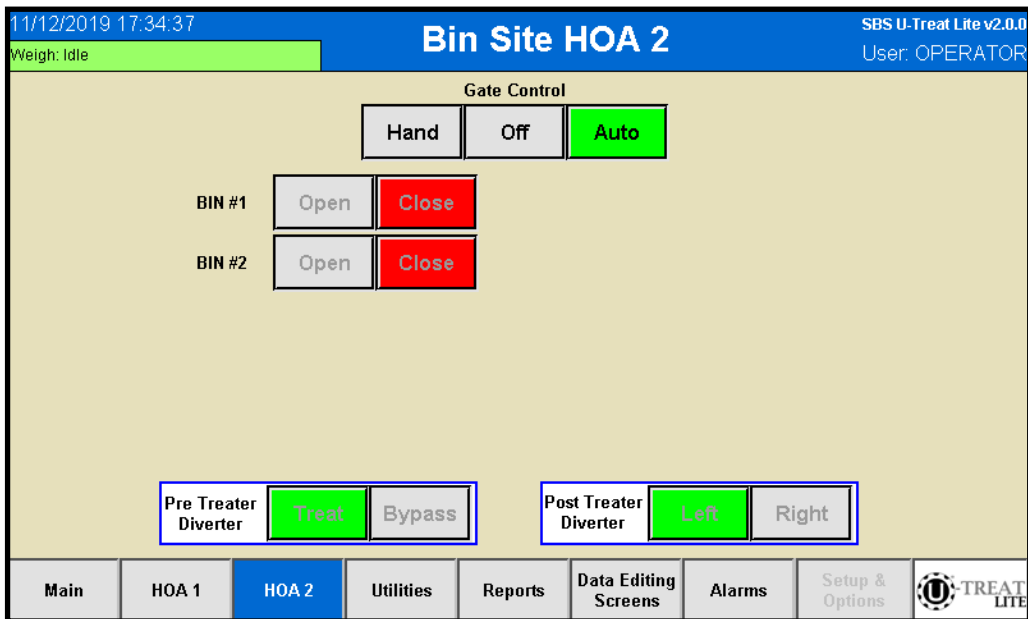 11/12/2019 17:34:37
Weigh: Idle
Bin Site HOA 2
SBS U-Treat Lite v2.0.0
User: OPERATOR
Gate Control
Hand Off Auto
BIN #1 Open Close
BIN #2 Open Close
Pre Treater
Diverter
Treat Bypass
Post Treater
Diverter
Left Right
Main HOA 1 HOA 2 Utilities Reports
Data Editing
Screens
Alarms
Setup &
Options
U-TREAT
LITE